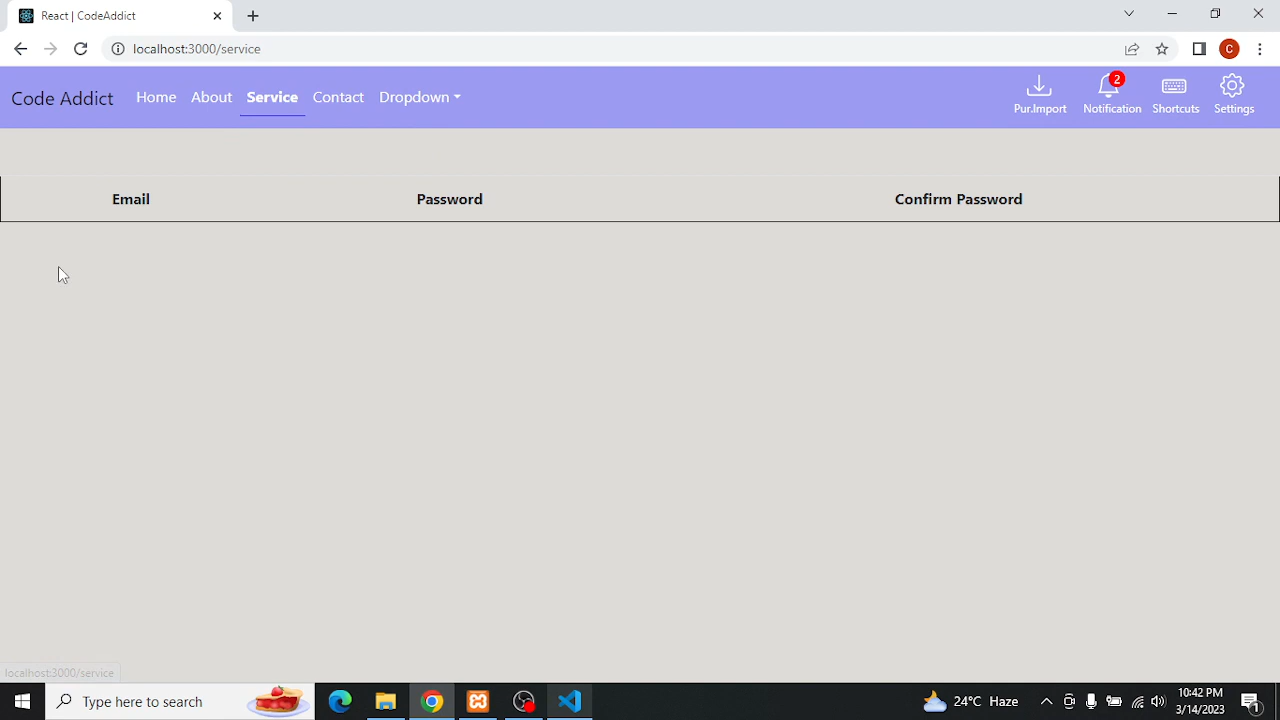 React | CodeAddict
localhost:3000/service
C
Code Addict Home About Service Contact Dropdown
2
Pur.Import Notification Shortcuts Settings
Email Password Confirm Password
localhost:3000/service
Type here to search
24°C Haze
10:42 PM
3/14/2023
1